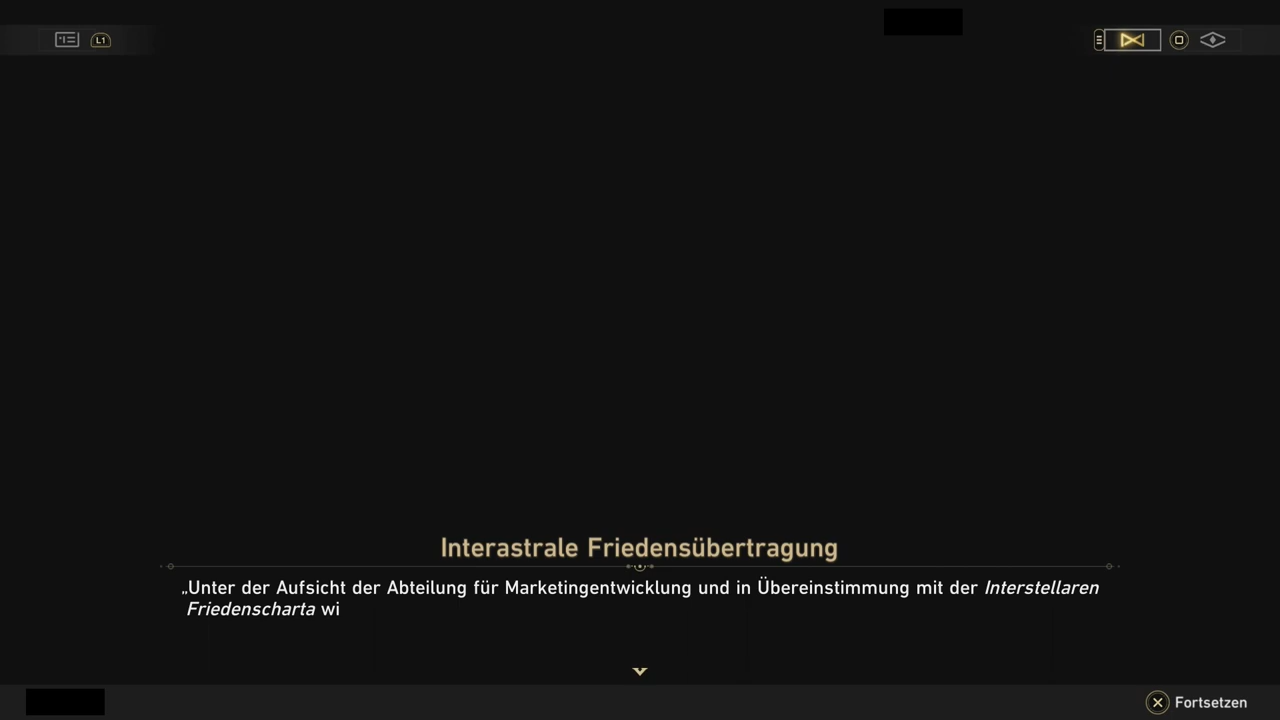 L1
Interastrale Friedensübertragung
„Unter der Aufsicht der Abteilung für Marketingentwicklung und in Übereinstimmung mit der Interstellaren
Friedenscharta wi
Fortsetzen